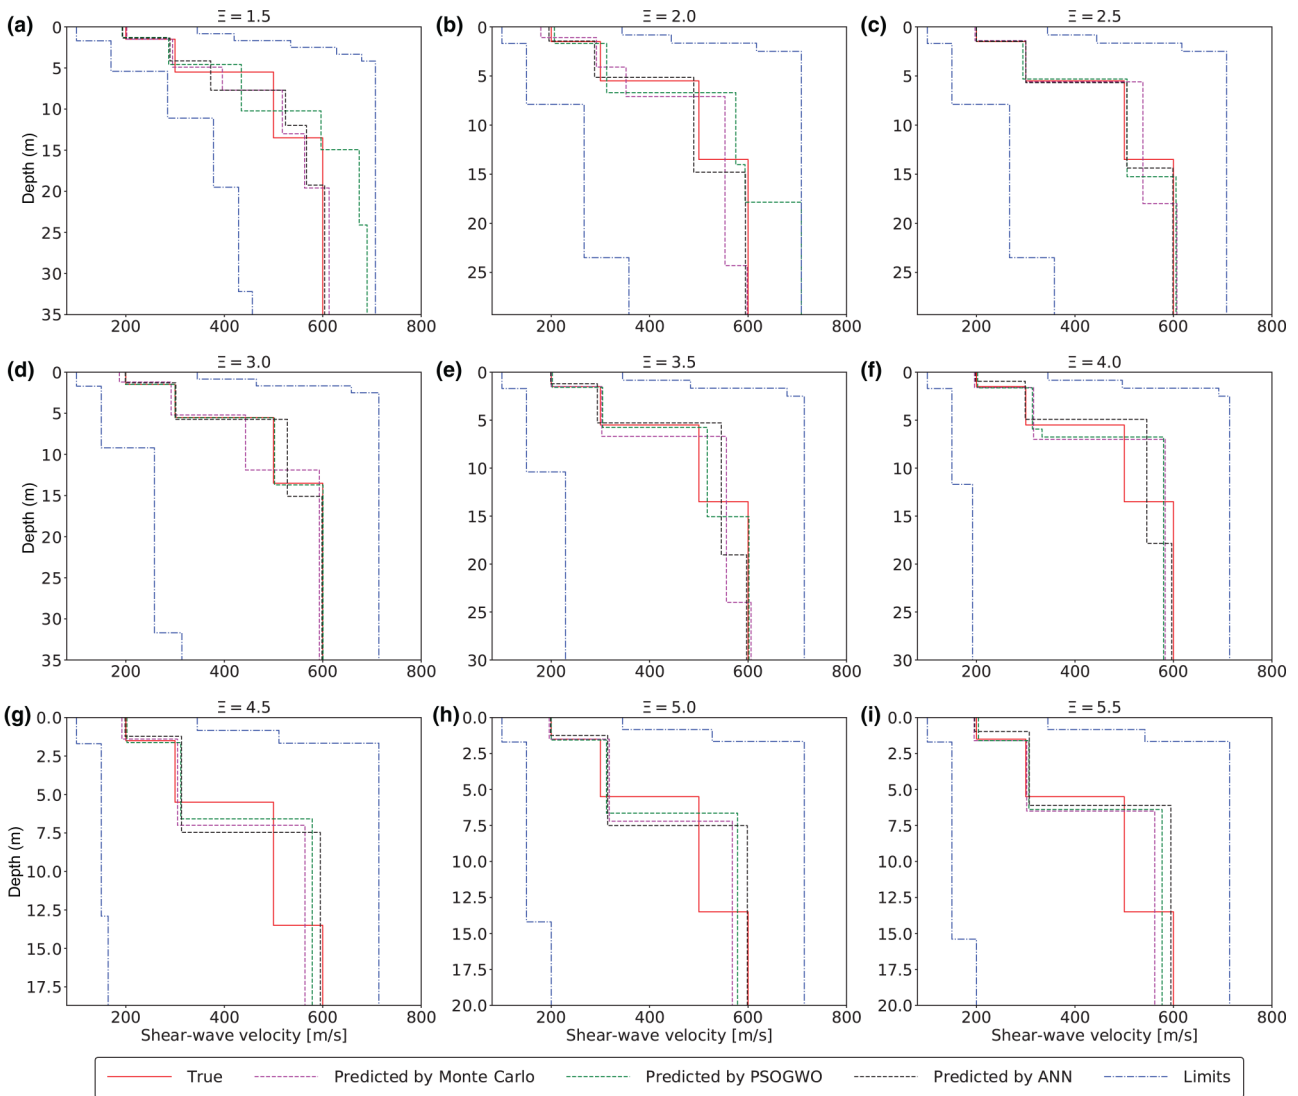 (a) Ξ = 1.5
(b) Ξ = 2.0
(c) Ξ = 2.5
0 0 0
5 5 5
10 10 10
15 15 15
20 20 20
25 25 25
30
35
Depth (m)
200 400 600 800 200 400 600 800 200 400 600 800
(d) Ξ = 3.0
(e) Ξ = 3.5
(f) Ξ = 4.0
0 0 0
5 5 5
10 10 10
15 15 15
20 20 20
25 25 25
30 30 30
35
Depth (m)
200 400 600 800 200 400 600 800 200 400 600 800
(g) Ξ = 4.5
(h) Ξ = 5.0
(i) Ξ = 5.5
0.0 0.0 0.0
2.5 2.5 2.5
5.0 5.0 5.0
7.5 7.5 7.5
10.0 10.0 10.0
12.5 12.5 12.5
15.0 15.0 15.0
17.5 17.5 17.5
20.0 20.0
Depth (m)
200 400 600 800 200 400 600 800 200 400 600 800
Shear-wave velocity [m/s] Shear-wave velocity [m/s] Shear-wave velocity [m/s]
True Predicted by Monte Carlo Predicted by PSOGWO Predicted by ANN Limits